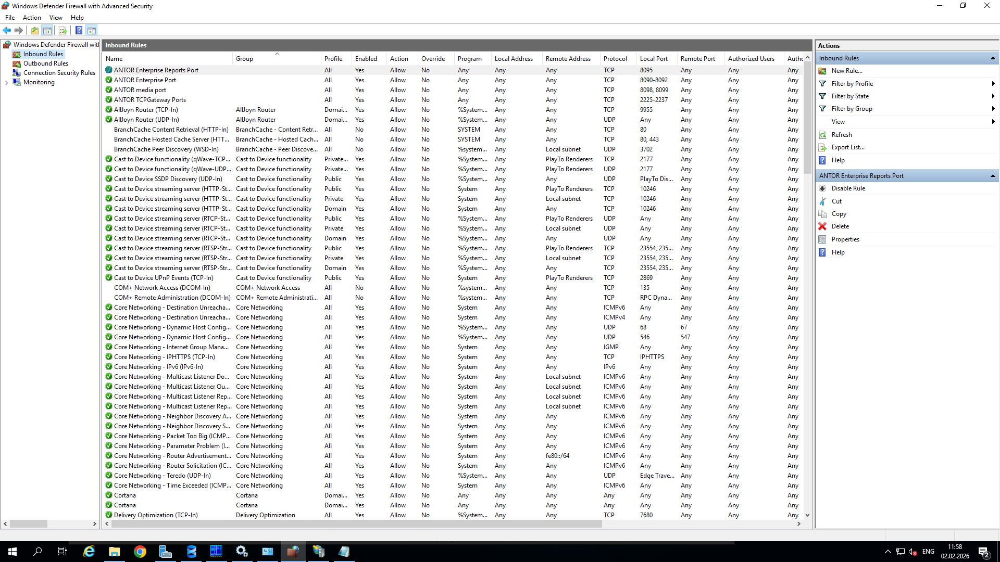 Windows Defender Firewall with Advanced Security
File Action View Help
Windows Defender Firewall witl
Inbound Rules
Outbound Rules
Connection Security Rules
Monitoring
Inbound Rules
Name Group Profile Enabled Action Override Program Local Address Remote Address Protocol Local Port Remote Port Authorized Users Autho
ANTOR Enterprise Reports Port All Yes Allow No Any Any Any TCP 8095 Any Any Any
ANTOR Enterprise Port All Yes Allow No Any Any Any TCP 8090-8092 Any Any Any
ANTOR media port All Yes Allow No Any Any Any TCP 8098, 8099 Any Any Any
ANTOR TCPGateway Ports All Yes Allow No Any Any Any TCP 2225-2237 Any Any Any
AllJoyn Router (TCP-In) AllJoyn Router Domai... Yes Allow No %System... Any Any TCP 9955 Any Any Any
AllJoyn Router (UDP-In) AllJoyn Router Domai... Yes Allow No %System... Any Any UDP Any Any Any Any
BranchCache Content Retrieval (HTTP-In) BranchCache - Content Retr... All No Allow No SYSTEM Any Any TCP 80 Any Any Any
BranchCache Hosted Cache Server (HTT... BranchCache - Hosted Cach... All No Allow No SYSTEM Any Any TCP 80, 443 Any Any Any
BranchCache Peer Discovery (WSD-In) BranchCache - Peer Discove... All No Allow No %system... Any Local subnet UDP 3702 Any Any Any
Cast to Device functionality (qWave-TCP... Cast to Device functionality Private... Yes Allow No %System... Any PlayTo Renderers TCP 2177 Any Any Any
Cast to Device functionality (qWave-UDP... Cast to Device functionality Private... Yes Allow No %System... Any PlayTo Renderers UDP 2177 Any Any Any
Cast to Device SSDP Discovery (UDP-In) Cast to Device functionality Public Yes Allow No %System... Any Any UDP PlayTo Dis... Any Any Any
Cast to Device streaming server (HTTP-St... Cast to Device functionality Public Yes Allow No System Any PlayTo Renderers TCP 10246 Any Any Any
Cast to Device streaming server (HTTP-St... Cast to Device functionality Private Yes Allow No System Any Local subnet TCP 10246 Any Any Any
Cast to Device streaming server (HTTP-St... Cast to Device functionality Domain Yes Allow No System Any Any TCP 10246 Any Any Any
Cast to Device streaming server (RTCP-St... Cast to Device functionality Public Yes Allow No %System... Any PlayTo Renderers UDP Any Any Any Any
Cast to Device streaming server (RTCP-St... Cast to Device functionality Private Yes Allow No %System... Any Local subnet UDP Any Any Any Any
Cast to Device streaming server (RTCP-St... Cast to Device functionality Domain Yes Allow No %System... Any Any UDP Any Any Any Any
Cast to Device streaming server (RTSP-Str... Cast to Device functionality Public Yes Allow No %System... Any PlayTo Renderers TCP 23554, 235... Any Any Any
Cast to Device streaming server (RTSP-Str... Cast to Device functionality Private Yes Allow No %System... Any Local subnet TCP 23554, 235... Any Any Any
Cast to Device streaming server (RTSP-Str... Cast to Device functionality Domain Yes Allow No %System... Any Any TCP 23554, 235... Any Any Any
Cast to Device UPnP Events (TCP-In) Cast to Device functionality Public Yes Allow No System Any PlayTo Renderers TCP 2869 Any Any Any
COM+ Network Access (DCOM-In) COM+ Network Access All No Allow No %system... Any Any TCP 135 Any Any Any
COM+ Remote Administration (DCOM-In) COM+ Remote Administrati... All No Allow No %system... Any Any TCP RPC Dyna... Any Any Any
Core Networking - Destination Unreacha... Core Networking All Yes Allow No System Any Any ICMPv6 Any Any Any Any
Core Networking - Destination Unreacha... Core Networking All Yes Allow No System Any Any ICMPv4 Any Any Any Any
Core Networking - Dynamic Host Config... Core Networking All Yes Allow No %System... Any Any UDP 68 67 Any Any
Core Networking - Dynamic Host Config... Core Networking All Yes Allow No %System... Any Any UDP 546 547 Any Any
Core Networking - Internet Group Mana... Core Networking All Yes Allow No System Any Any IGMP Any Any Any Any
Core Networking - IPHTTPS (TCP-In) Core Networking All Yes Allow No System Any Any TCP IPHTTPS Any Any Any
Core Networking - IPv6 (IPv6-In) Core Networking All Yes Allow No System Any Any IPv6 Any Any Any Any
Core Networking - Multicast Listener Do... Core Networking All Yes Allow No System Any Local subnet ICMPv6 Any Any Any Any
Core Networking - Multicast Listener Qu... Core Networking All Yes Allow No System Any Local subnet ICMPv6 Any Any Any Any
Core Networking - Multicast Listener Rep... Core Networking All Yes Allow No System Any Local subnet ICMPv6 Any Any Any Any
Core Networking - Multicast Listener Rep... Core Networking All Yes Allow No System Any Local subnet ICMPv6 Any Any Any Any
Core Networking - Neighbor Discovery A... Core Networking All Yes Allow No System Any Any ICMPv6 Any Any Any Any
Core Networking - Neighbor Discovery S... Core Networking All Yes Allow No System Any Any ICMPv6 Any Any Any Any
Core Networking - Packet Too Big (ICMP... Core Networking All Yes Allow No System Any Any ICMPv6 Any Any Any Any
Core Networking - Parameter Problem (I... Core Networking All Yes Allow No System Any Any ICMPv6 Any Any Any Any
Core Networking - Router Advertisement... Core Networking All Yes Allow No System Any fe80::/64 ICMPv6 Any Any Any Any
Core Networking - Router Solicitation (IC... Core Networking All Yes Allow No System Any Any ICMPv6 Any Any Any Any
Core Networking - Teredo (UDP-In) Core Networking All Yes Allow No %System... Any Any UDP Edge Trave... Any Any Any
Core Networking - Time Exceeded (ICMP... Core Networking All Yes Allow No System Any Any ICMPv6 Any Any Any Any
Cortana Cortana Domai... Yes Allow No Any Any Any Any Any Any Any Any
Cortana Cortana Domai... Yes Allow No Any Any Any Any Any Any Any Any
Delivery Optimization (TCP-In) Delivery Optimization All Yes Allow No %System... Any Any TCP 7680 Any Any Any
Actions
Inbound Rules
New Rule...
Filter by Profile
Filter by State
Filter by Group
View
Refresh
Export List...
Help
ANTOR Enterprise Reports Port
Disable Rule
Cut
Copy
Delete
Properties
Help
ENG
11:58
02.02.2026
2